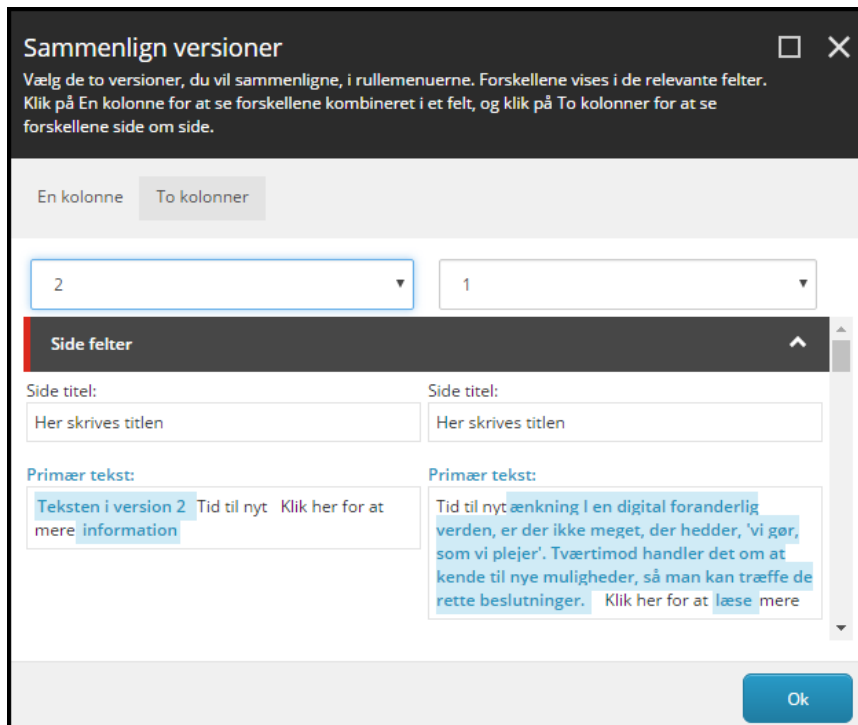 Sammenlign versioner
Vælg de to versioner, du vil sammenligne, i rullemenuerne. Forskellene vises i de relevante felter.
Klik på En kolonne for at se forskellene kombineret i et felt, og klik på To kolonner for at se
forskellene side om side.
En kolonne To kolonner
2
1
Side felter
Side titel:
Her skrives titlen
Side titel:
Her skrives titlen
Primær tekst:
Teksten i version 2 Tid til nyt Klik her for at
mere information
Primær tekst:
Tid til nyt ænkning I en digital foranderlig
verden, er der ikke meget, der hedder, 'vi gør,
som vi plejer'. Tværtimod handler det om at
kende til nye muligheder, så man kan træffe de
rette beslutninger. Klik her for at læse mere
Ok